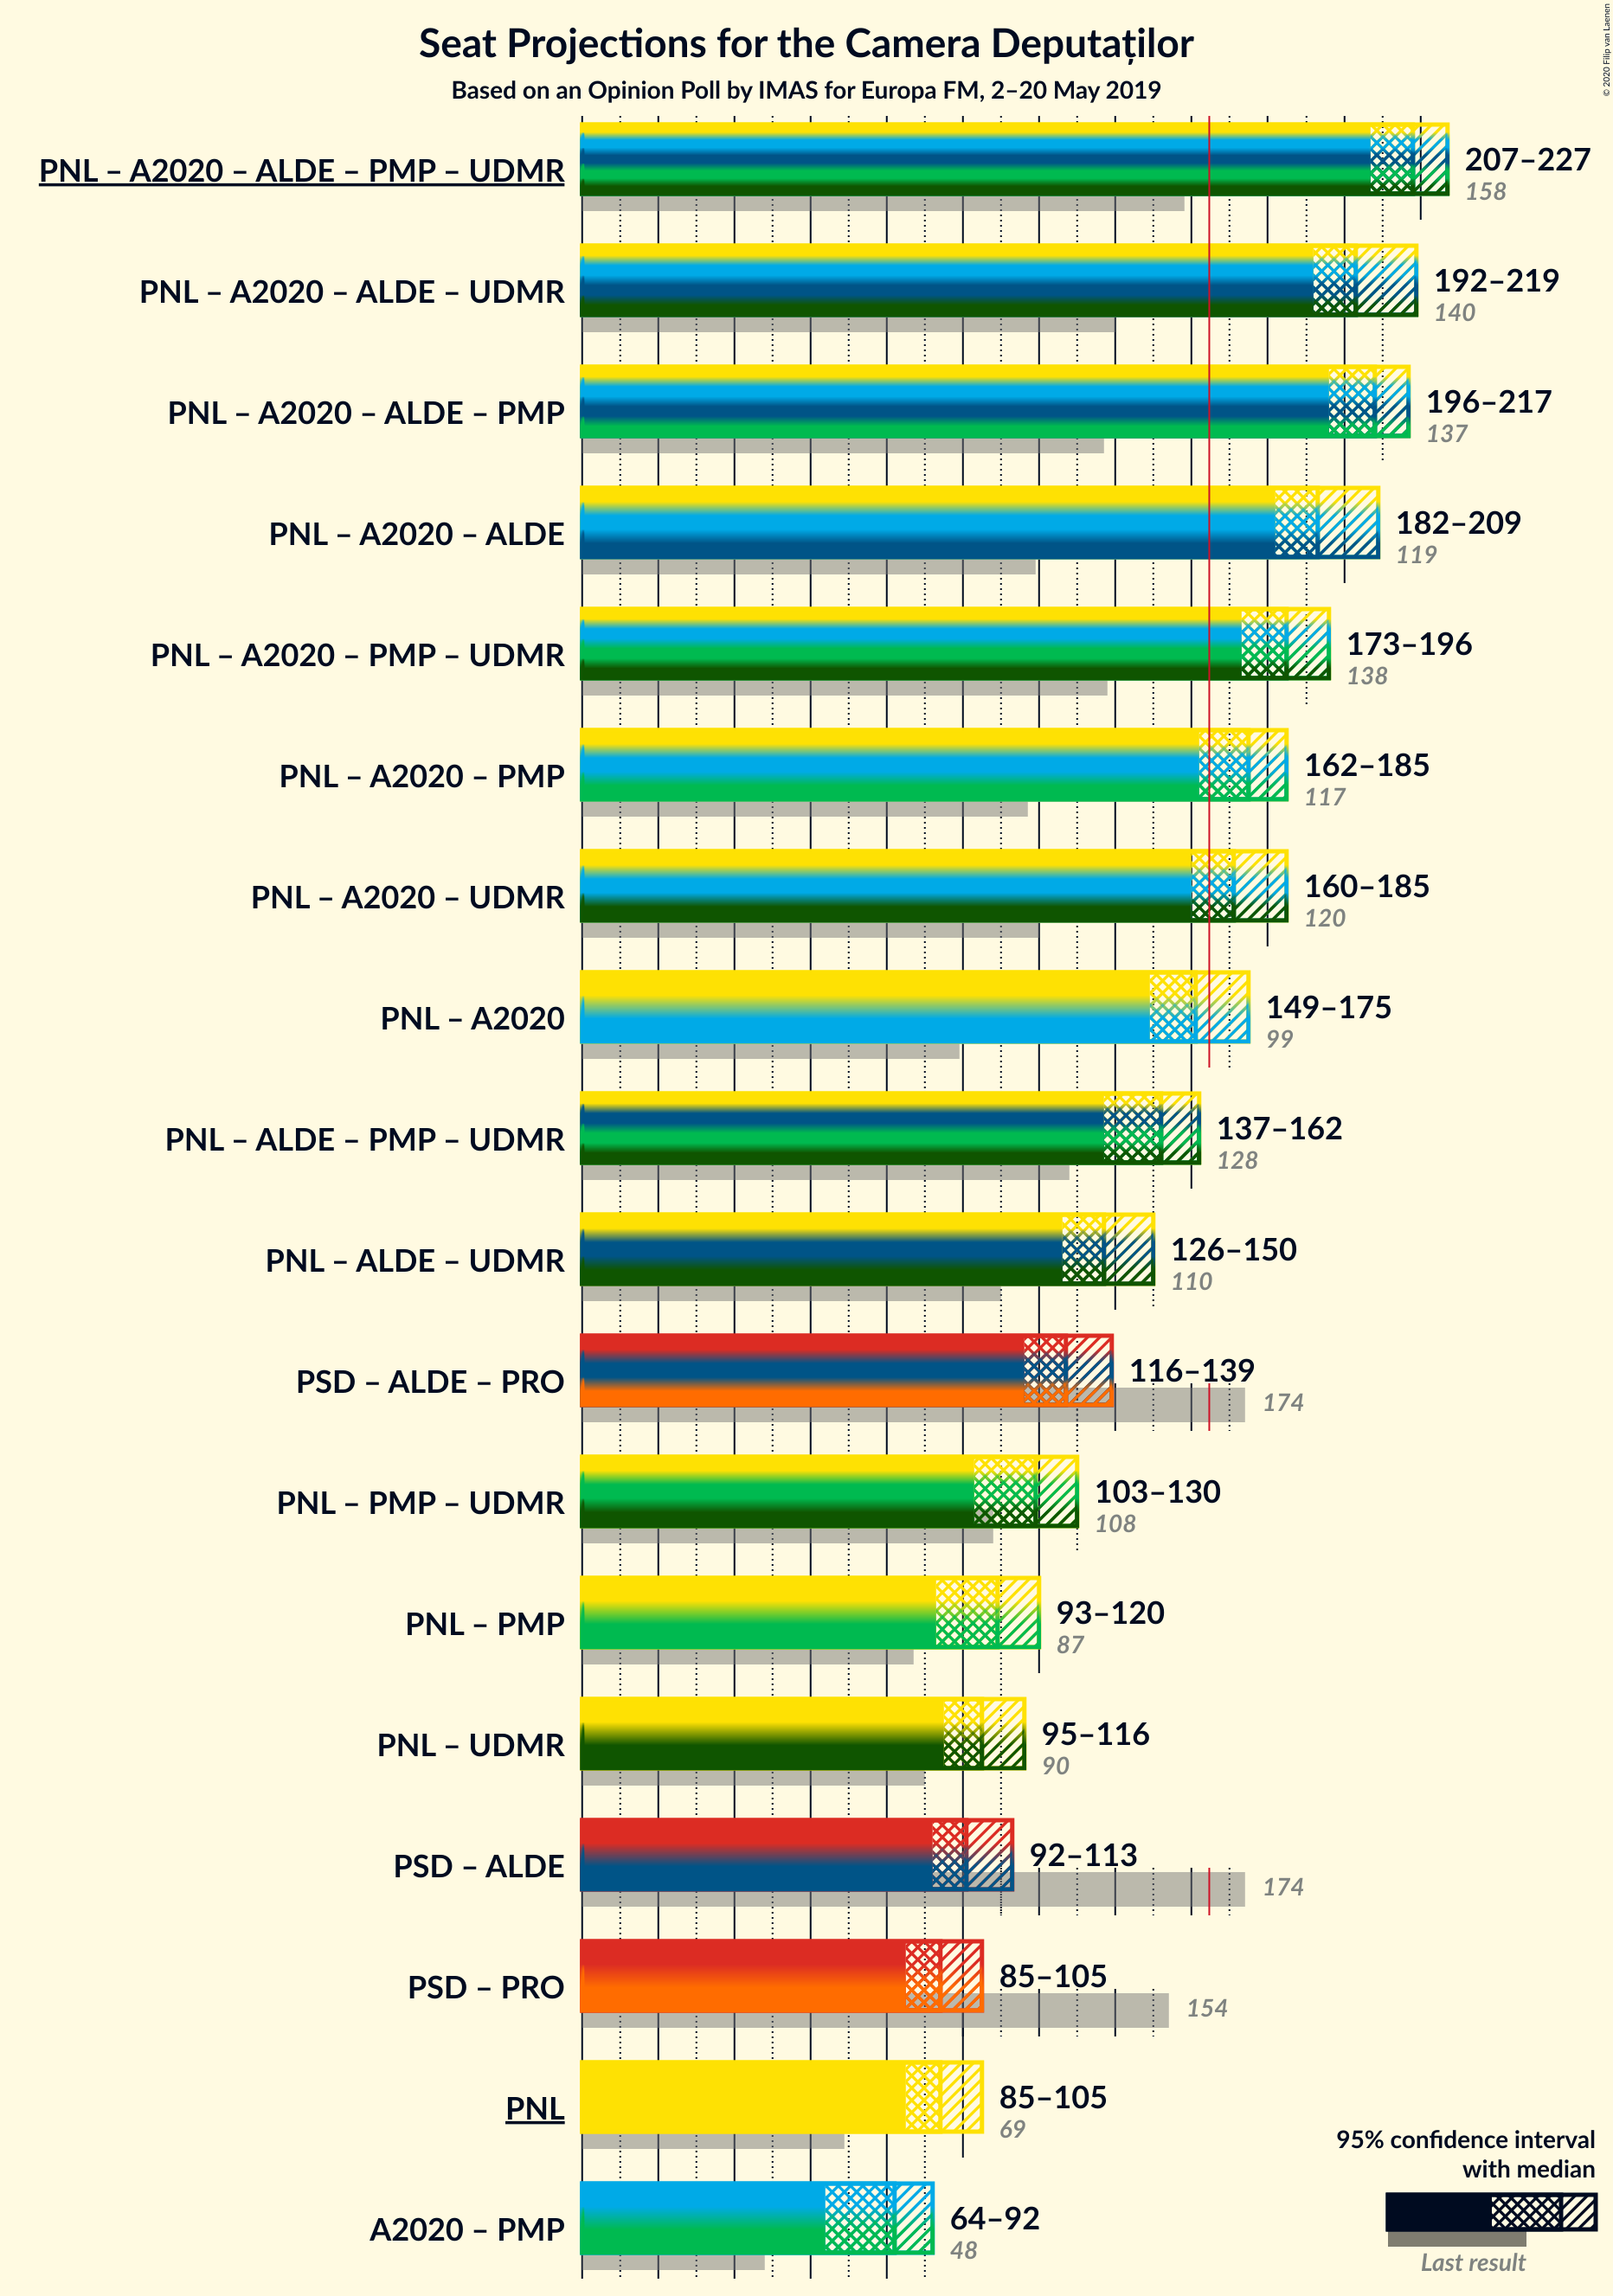 Seat Projections for the Camera Deputaților
Based on an Opinion Poll by IMAS for Europa FM, 2–20 May 2019
© 2020 Filip van Laenen
PNL – A2020 – ALDE – PMP – UDMR
207–227
158
PNL – A2020 – ALDE – UDMR
192–219
140
PNL – A2020 – ALDE – PMP
196–217
137
PNL – A2020 – ALDE
182–209
119
PNL – A2020 – PMP – UDMR
173–196
138
PNL – A2020 – PMP
162–185
117
PNL – A2020 – UDMR
160–185
120
PNL – A2020
149–175
99
PNL – ALDE – PMP – UDMR
137–162
128
PNL – ALDE – UDMR
126–150
110
PSD – ALDE – PRO
116–139
174
PNL – PMP – UDMR
103–130
108
PNL – PMP
93–120
87
PNL – UDMR
95–116
90
PSD – ALDE
92–113
174
PSD – PRO
85–105
154
PNL
85–105
69
A2020 – PMP
64–92
48
95% confidence interval
with median
Last result